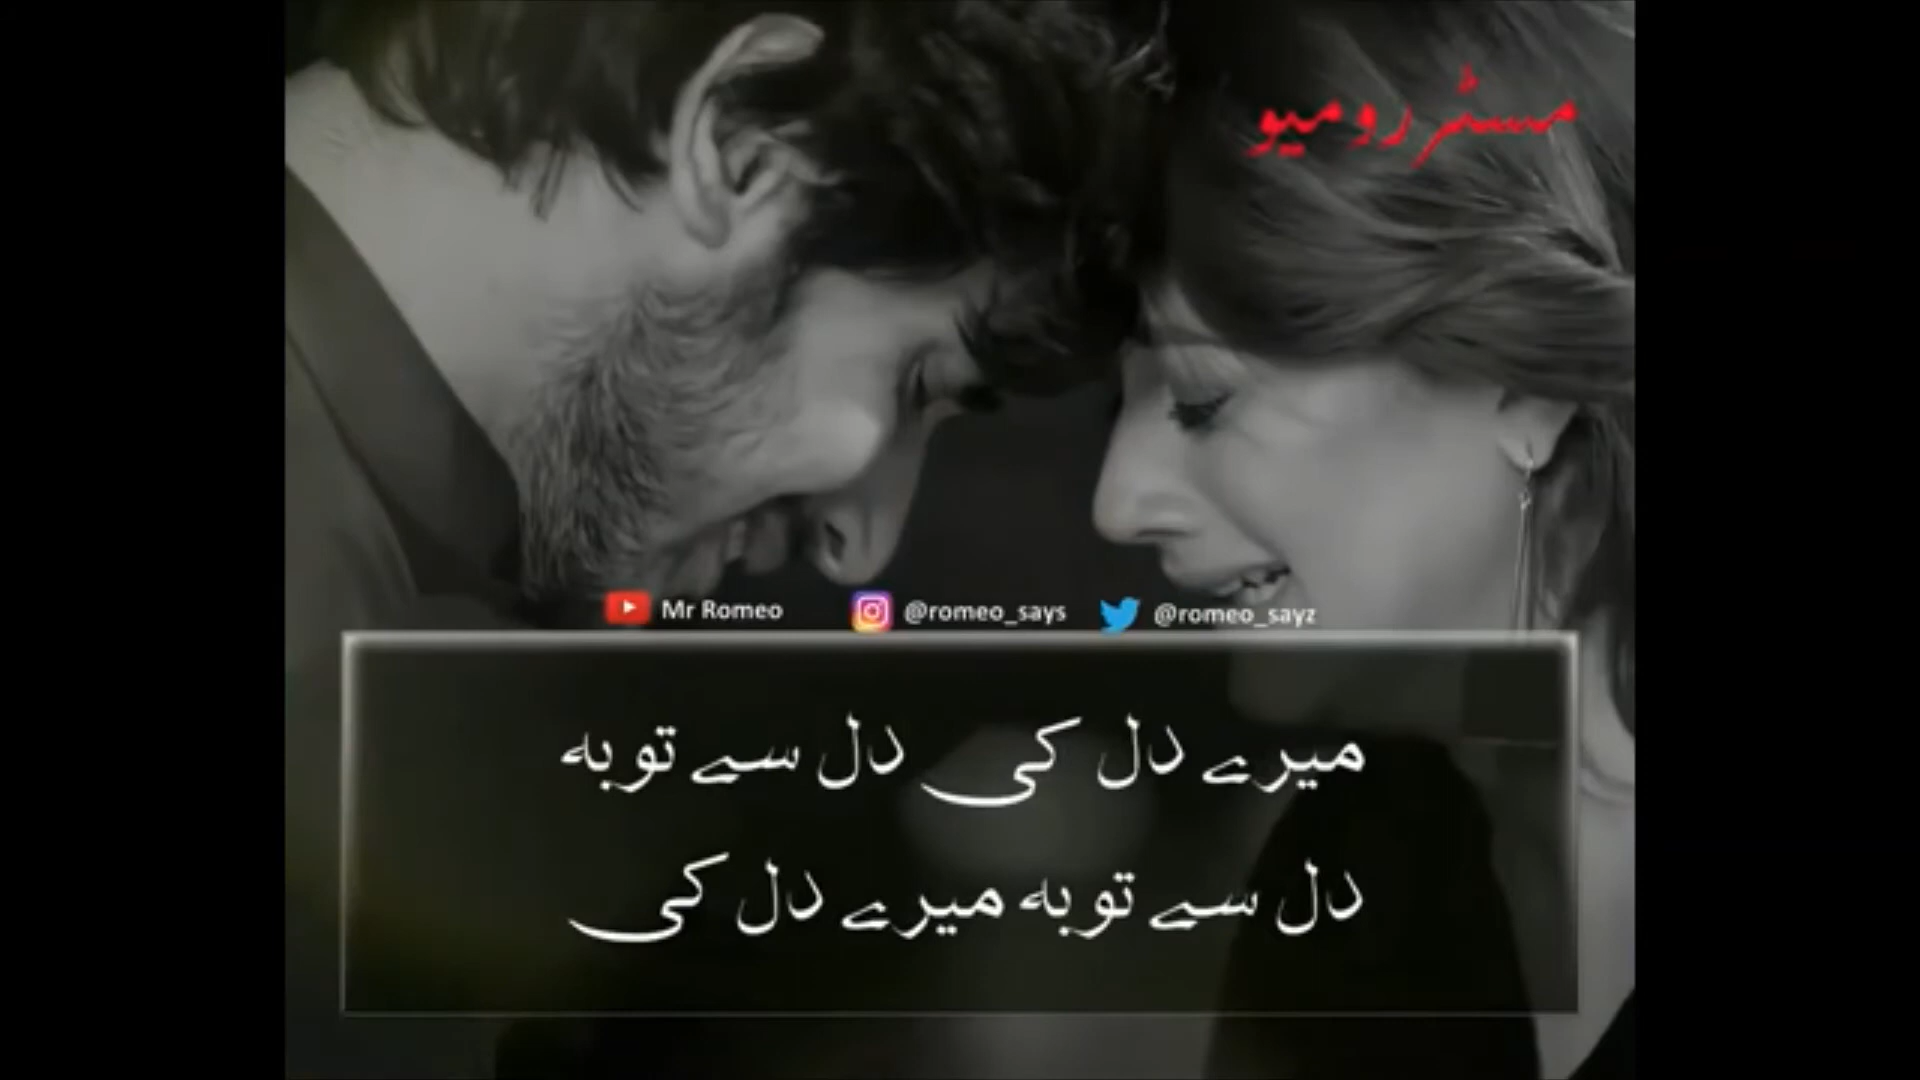 مسٹر رومیو
Mr Romeo @romeo_says @romeo_sayz
میرے دل کی دل سے توبہ
دل سے توبہ میرے دل کی